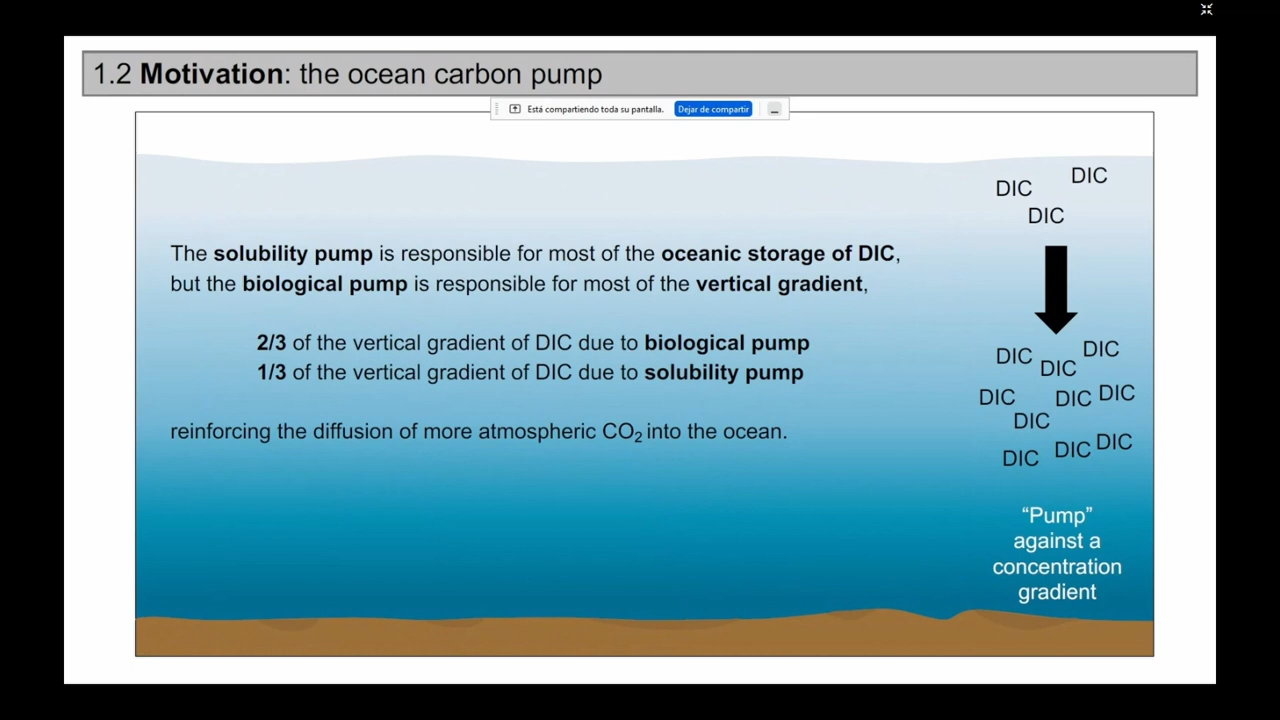 1.2 Motivation: the ocean carbon pump
Está compartiendo toda su pantalla. Dejar de compartir
DIC
DIC
DIC
The solubility pump is responsible for most of the oceanic storage of DIC,
but the biological pump is responsible for most of the vertical gradient,
2/3 of the vertical gradient of DIC due to biological pump
1/3 of the vertical gradient of DIC due to solubility pump
reinforcing the diffusion of more atmospheric CO₂ into the ocean.
DIC
DIC
DIC
DIC
DIC
DIC
DIC
DIC
DIC
DIC
“Pump”
against a
concentration
gradient